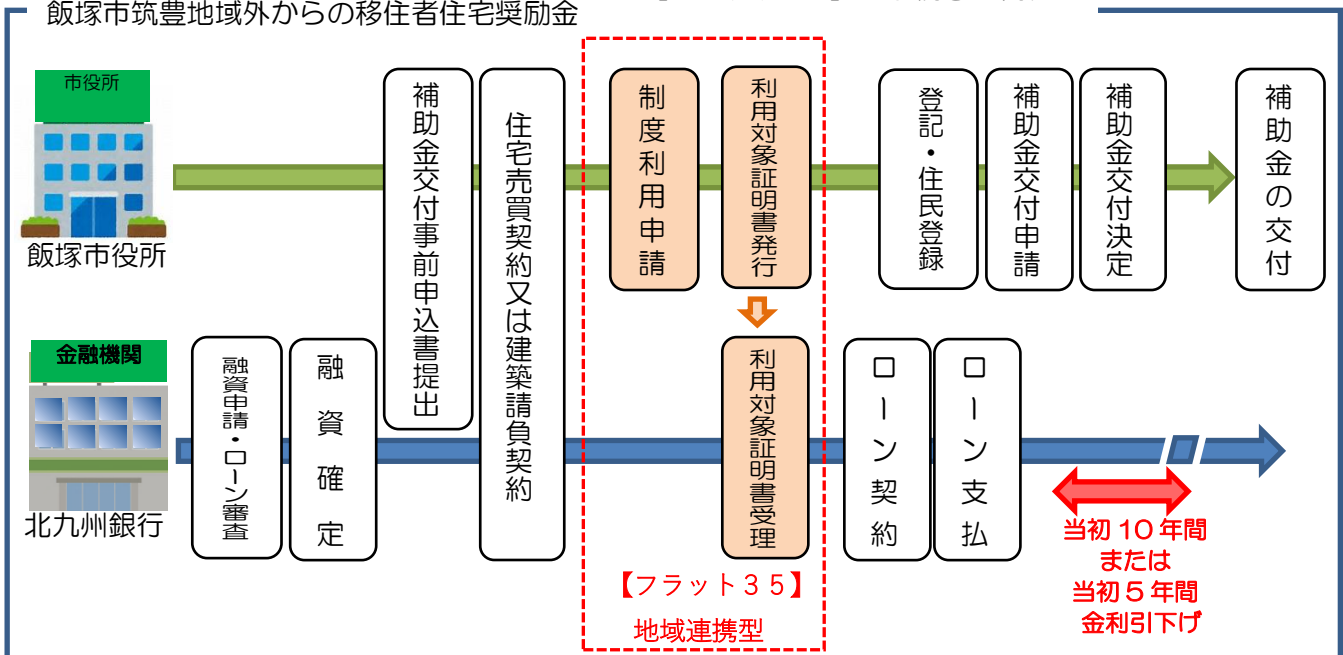 飯塚市筑豊地域外からの移住者住宅奨励金
市役所
飯塚市役所
補助金交付事前申込書提出
住宅売買契約又は建築請負契約
制度利用申請
利用対象証明書発行
登記・住民登録
補助金交付申請
補助金交付決定
補助金の交付
金融機関
北九州銀行
融資申請・ローン審査
融資確定
利用対象証明書受理
ローン契約
ローン支払
【フラット35】
地域連携型
当初10年間
または
当初5年間
金利引下げ